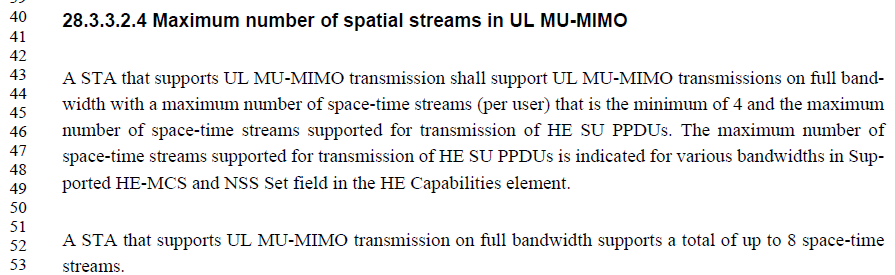 40 28.3.3.2.4 Maximum number of spatial streams in UL MU-MIMO
41
42
43 A STA that supports UL MU-MIMO transmission shall support UL MU-MIMO transmissions on full band-
44 width with a maximum number of space-time streams (per user) that is the minimum of 4 and the maximum
45
46 number of space-time streams supported for transmission of HE SU PPDUs. The maximum number of
47 space-time streams supported for transmission of HE SU PPDUs is indicated for various bandwidths in Sup-
48
49 ported HE-MCS and NSS Set field in the HE Capabilities element.
50
51
52 A STA that supports UL MU-MIMO transmission on full bandwidth supports a total of up to 8 space-time
53 streams.